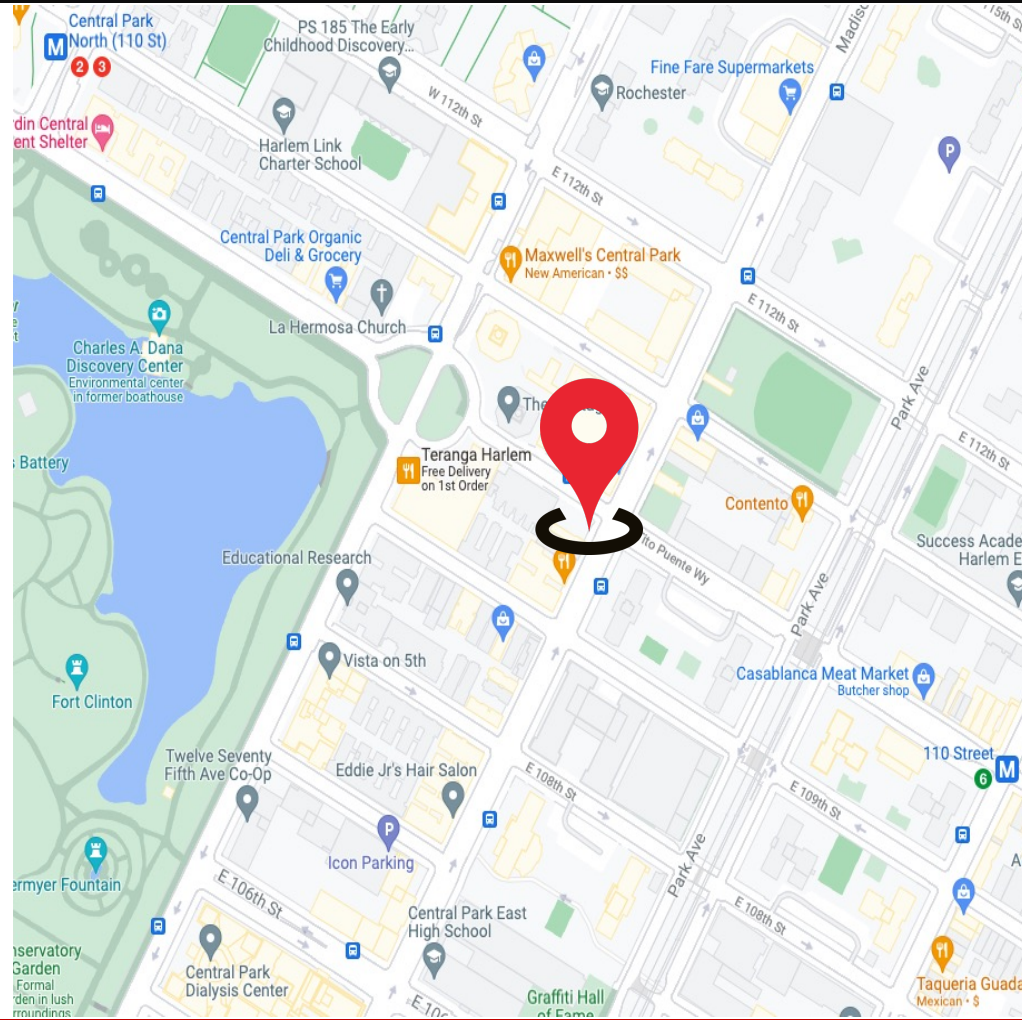 Central Park
North (110 St)
M
2 3
PS 185 The Early
Childhood Discovery...
Madiso
115th St
Fine Fare Supermarkets
Rochester
W 112th St
rdin Central
ent Shelter
Harlem Link
Charter School
P
E 112th St
Central Park Organic
Deli & Grocery
Maxwell's Central Park
New American • $$
La Hermosa Church
E 112th St
Charles A. Dana
Discovery Center
Environmental center
in former boathouse
Park Ave
The
E 112th St
s Battery
Teranga Harlem
Free Delivery
on 1st Order
Contento
Success Acade
Harlem E
Educational Research
ito Puente Wy
Park Ave
Vista on 5th
Casablanca Meat Market
Butcher shop
Fort Clinton
Twelve Seventy
Fifth Ave Co-Op
Eddie Jr's Hair Salon
110 Street
M
6
E 108th St
E 109th St
P
Icon Parking
Park Ave
A
ermyer Fountain
E 106th St
Central Park East
High School
E 108th St
nservatory
Garden
Formal
rden in lush
rroundings
Central Park
Dialysis Center
Taqueria Guada
Mexican • $
E 106
Graffiti Hall
of Fame